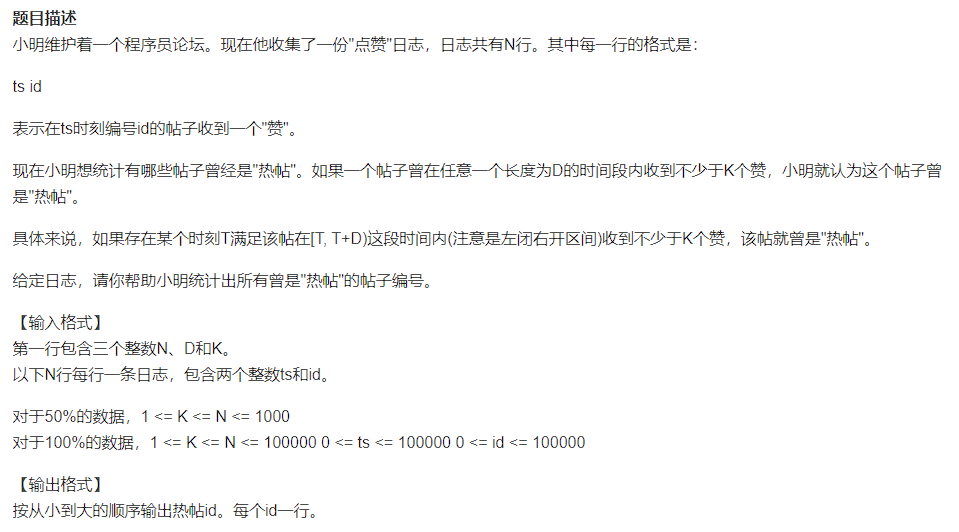 题目描述
小明维护着一个程序员论坛。现在他收集了一份"点赞"日志，日志共有N行。其中每一行的格式是：
ts id
表示在ts时刻编号id的帖子收到一个"赞"。
现在小明想统计有哪些帖子曾经是"热帖"。如果一个帖子曾在任意一个长度为D的时间段内收到不少于K个赞，小明就认为这个帖子曾
是"热帖"。
具体来说，如果存在某个时刻T满足该帖在[T, T+D)这段时间内(注意是左闭右开区间)收到不少于K个赞，该帖就曾是"热帖"。
给定日志，请你帮助小明统计出所有曾是"热帖"的帖子编号。
【输入格式】
第一行包含三个整数N、D和K。
以下N行每行一条日志，包含两个整数ts和id。
对于50%的数据，1 <= K <= N <= 1000
对于100%的数据，1 <= K <= N <= 100000 0 <= ts <= 100000 0 <= id <= 100000
【输出格式】
按从小到大的顺序输出热帖id。每个id一行。